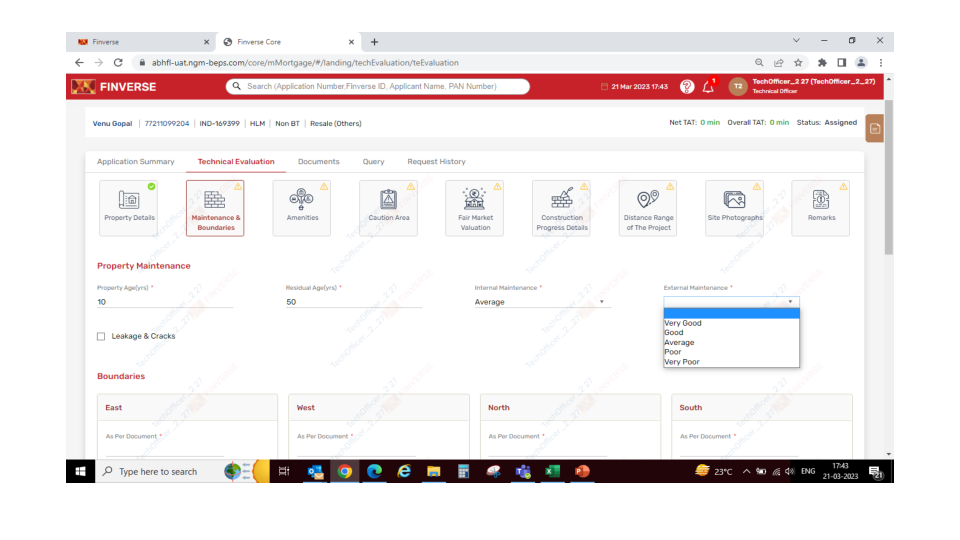 Finverse
Finverse Core
abhfl-uat.ngm-beps.com/core/mMortgage/#/landing/techEvaluation/teEvaluation
FINVERSE
Search (Application Number,Finverse ID, Applicant Name, PAN Number)
21 Mar 2023 17:43
T2
TechOfficer_2 27 (TechOfficer_2_27)
Technical Officer
Venu Gopal | 77211099204 | IND-169399 | HLM | Non BT | Resale (Others)
Net TAT: 0 min Overall TAT: 0 min Status: Assigned
Application Summary Technical Evaluation Documents Query Request History
Property Details
Maintenance &
Boundaries
Amenities
Caution Area
Fair Market
Valuation
Construction
Progress Details
Distance Range
of The Project
Site Photographs
Remarks
Property Maintenance
Property Age(yrs) *
10
Residual Age(yrs) *
50
Internal Maintenance *
Average
External Maintenance *
Very Good
Good
Average
Poor
Very Poor
Leakage & Cracks
Boundaries
East
West
North
South
As Per Document *
As Per Document *
As Per Document *
As Per Document *
Type here to search
23°C
ENG
17:43
21-03-2023
21